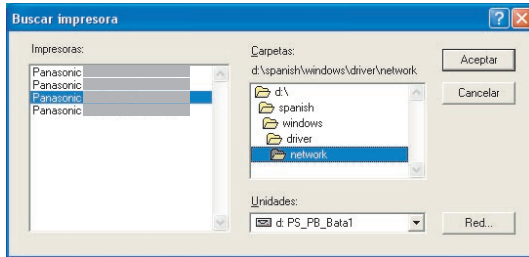 Buscar impresora
Impresoras:
Panasonic
Panasonic
Panasonic
Panasonic
Carpetas:
d:\spanish\windows\driver\network
d:\
spanish
windows
driver
network
Unidades:
d: PS_PB_Bata1
Aceptar
Cancelar
Red...